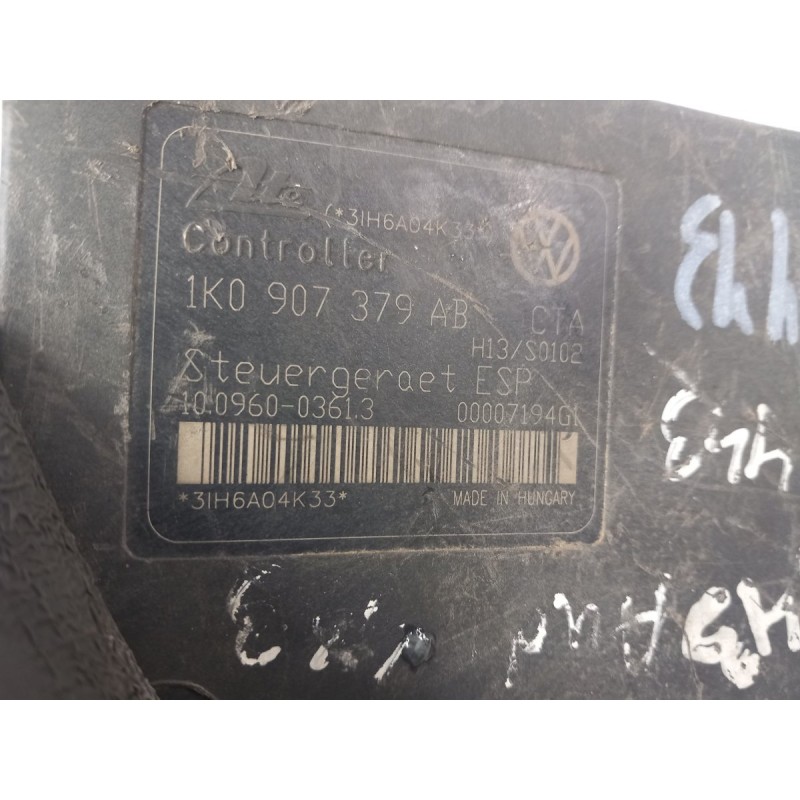 Ate
*3IH6A04K33*
Controller
1K0 907 379 AB CTA
H13/S0102
Steuergeraet ESP
10.0960-0361.3 00007194G1
*3IH6A04K33*
MADE IN HUNGARY